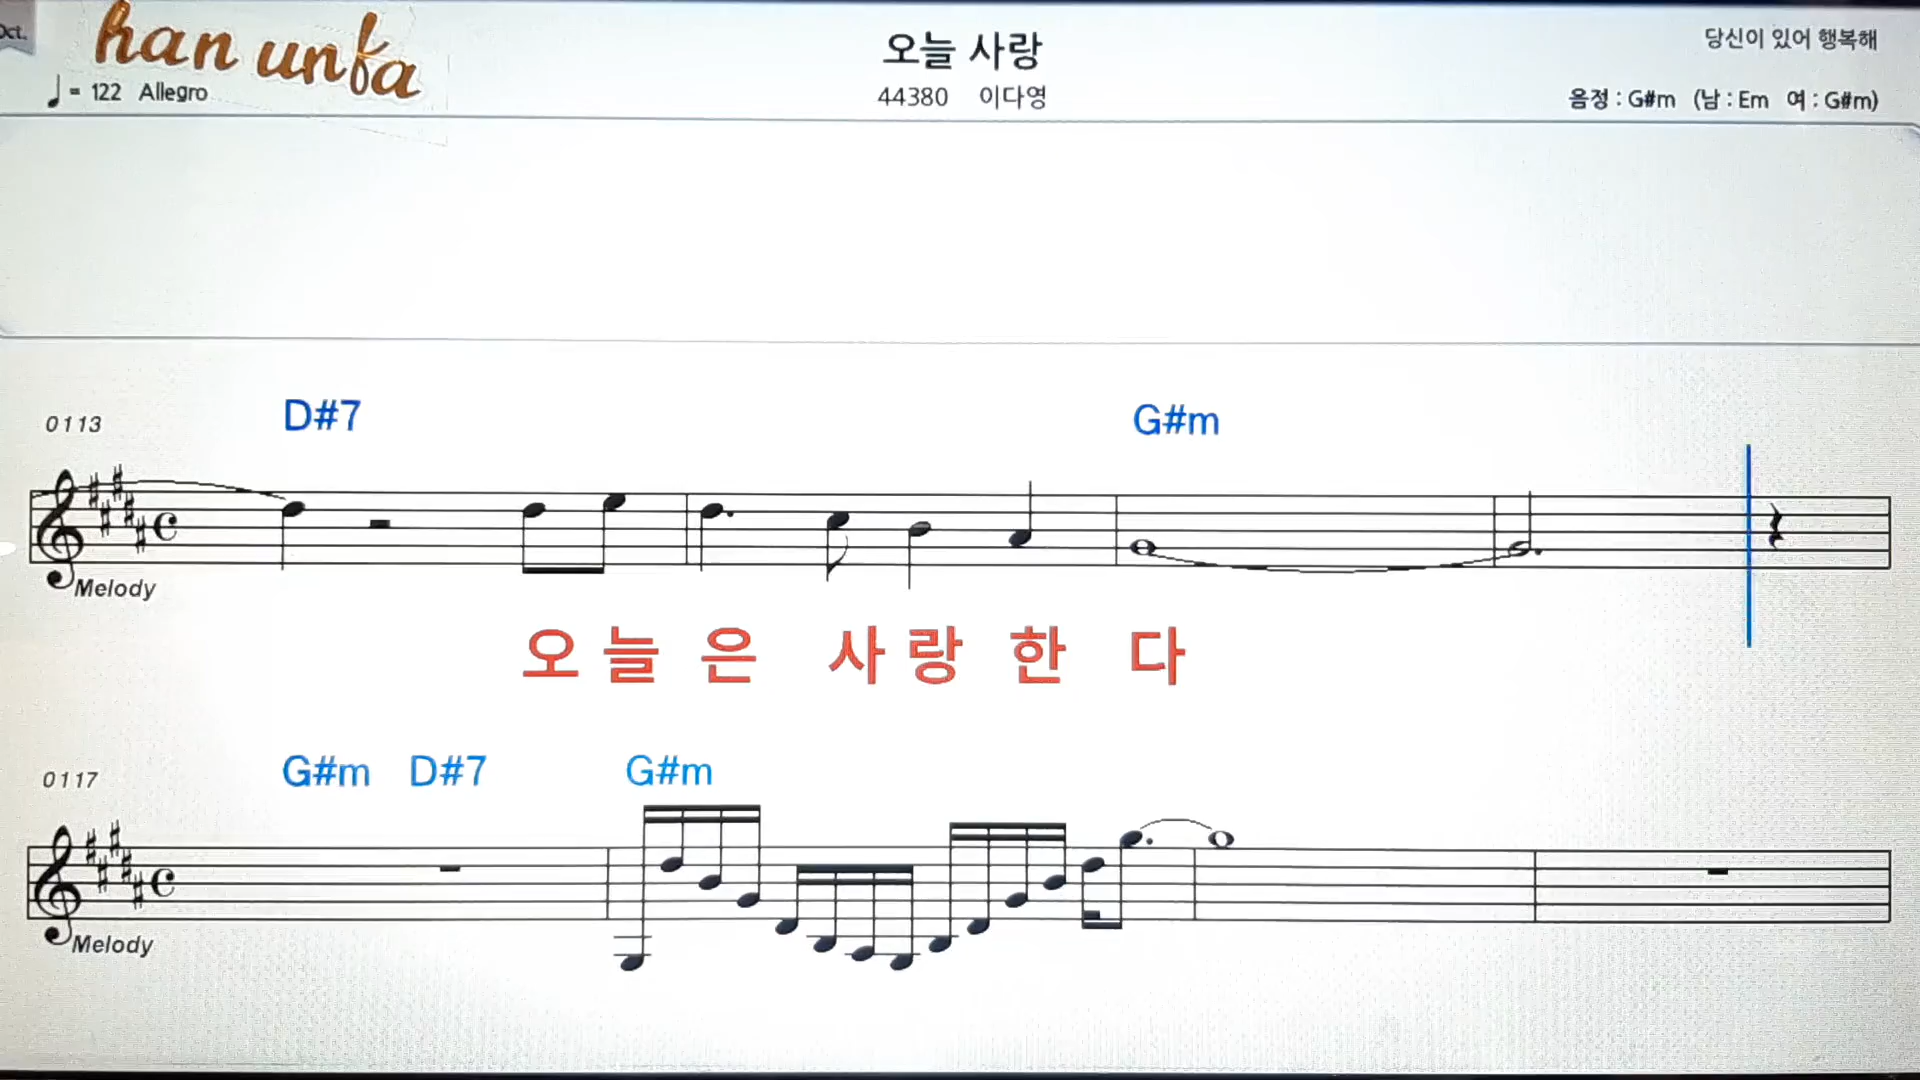 Oct.
han unfa
오늘 사랑
당신이 있어 행복해
♩ = 122 Allegro
44380 이다영
음정 : G#m (남 : Em 여 : G#m)
0113
D#7 G#m
Melody
오 늘 은 사 랑 한 다
0117
G#m D#7 G#m
Melody